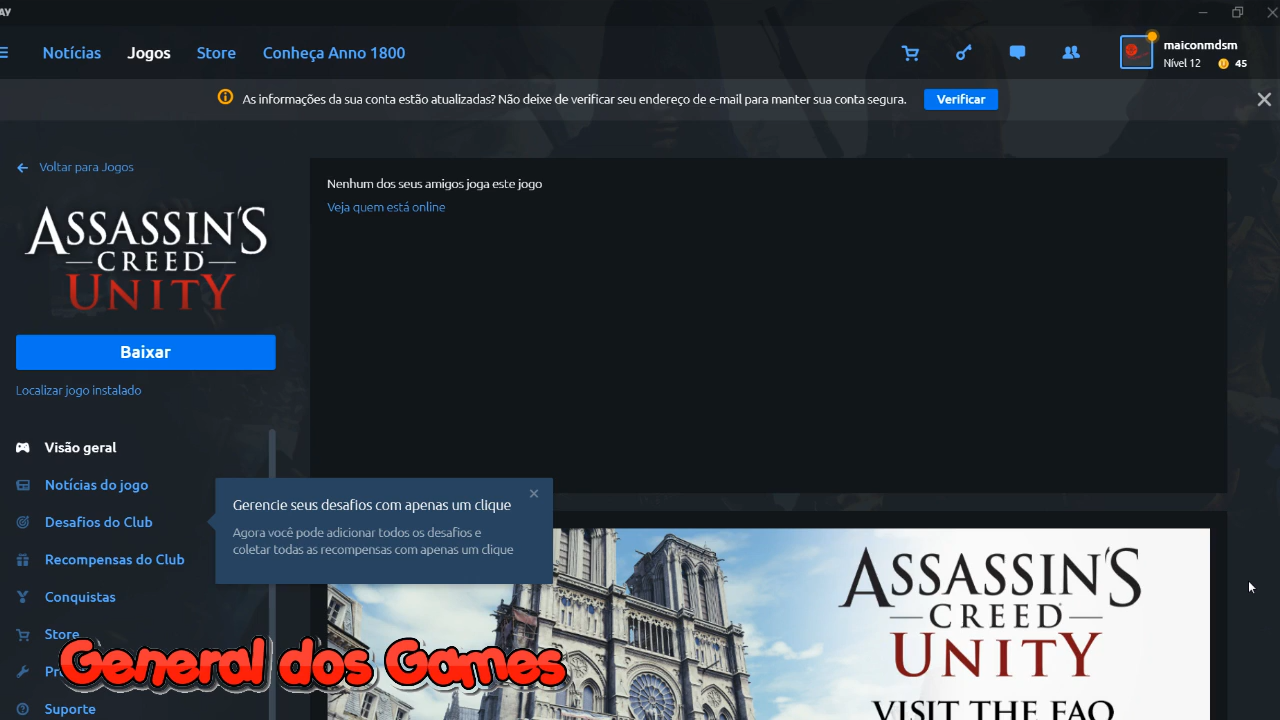 AY
Notícias Jogos Store Conheça Anno 1800
maiconmdsm
Nível 12 45
As informações da sua conta estão atualizadas? Não deixe de verificar seu endereço de e-mail para manter sua conta segura. Verificar
Voltar para Jogos
ASSASSIN'S
CREED
UNITY
Baixar
Localizar jogo instalado
Visão geral
Notícias do jogo
Desafios do Club
Recompensas do Club
Conquistas
Store
Suporte
Nenhum dos seus amigos joga este jogo
Veja quem está online
Gerencie seus desafios com apenas um clique
Agora você pode adicionar todos os desafios e
coletar todas as recompensas com apenas um clique
ASSASSIN'S
CREED
UNITY
VISIT THE FAQ
General dos Games